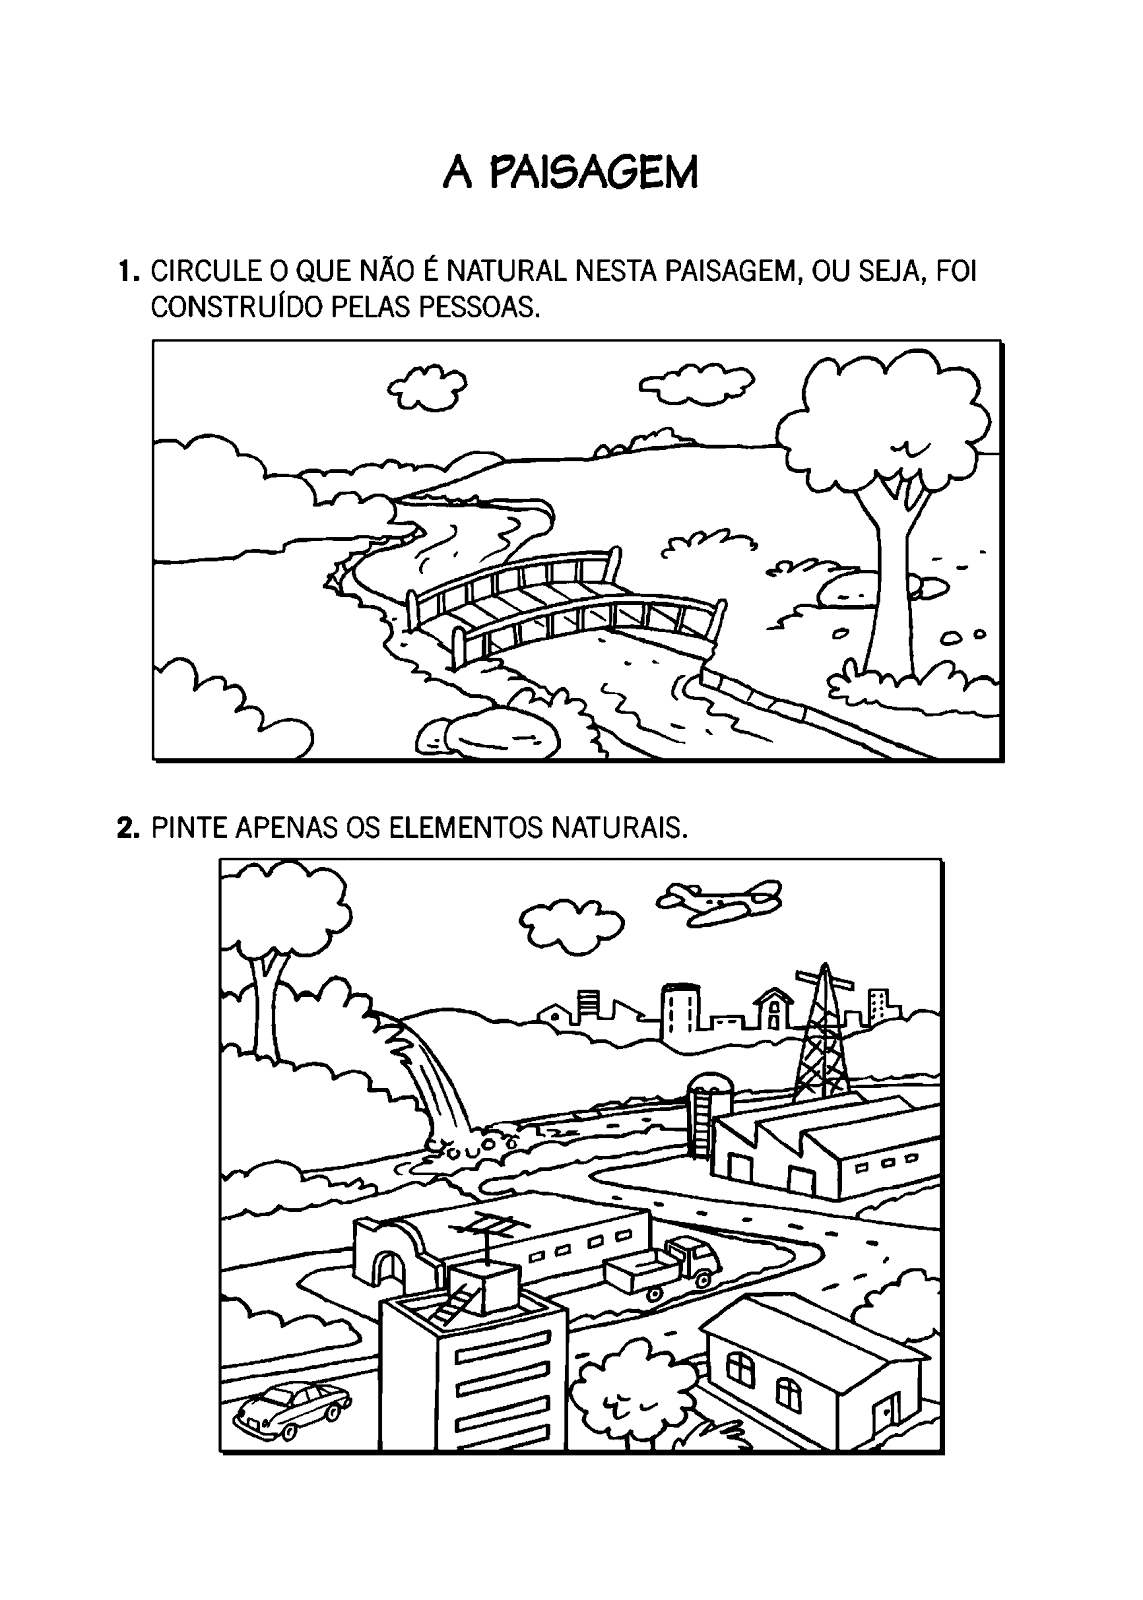 A PAISAGEM
1. CIRCULE O QUE NÃO É NATURAL NESTA PAISAGEM, OU SEJA, FOI
CONSTRUÍDO PELAS PESSOAS.
2. PINTE APENAS OS ELEMENTOS NATURAIS.